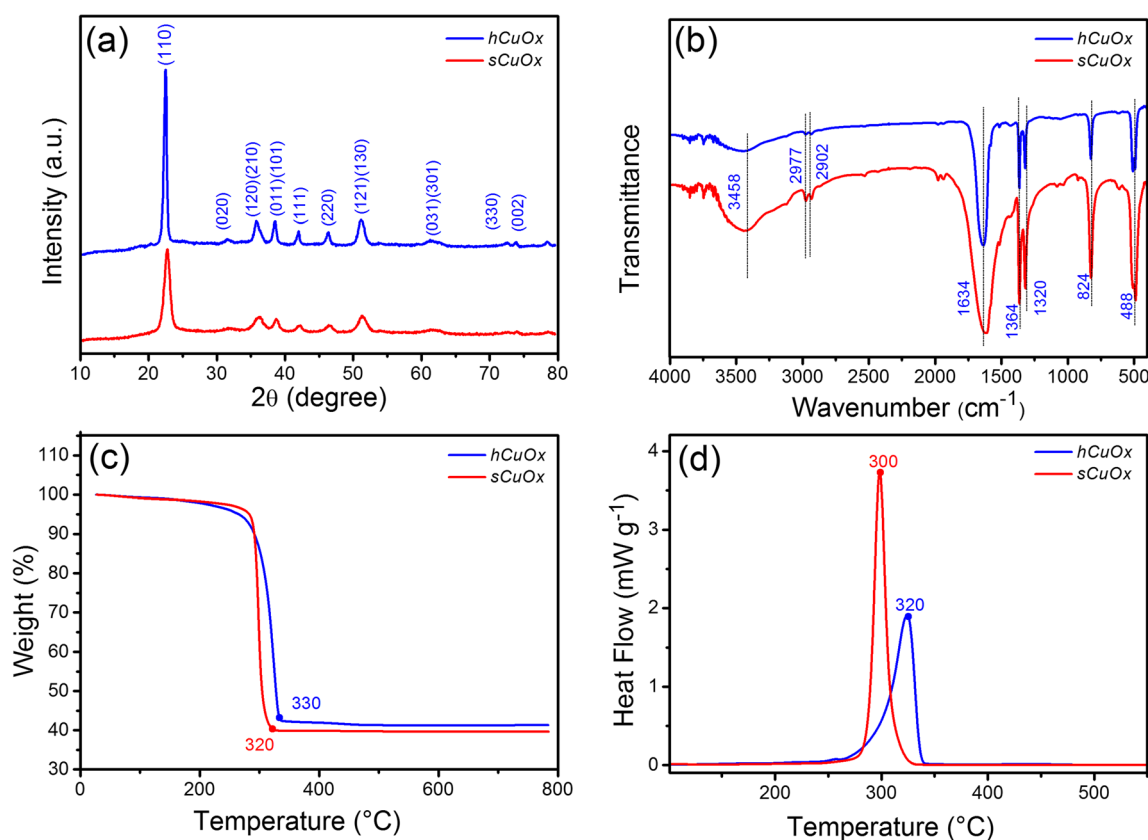 (a)
hCuOx
sCuOx
(110)
(020)
(120)(210)
(011)(101)
(111)
(220)
(121)(130)
(031)(301)
(330)
(002)
Intensity (a.u.)
10 20 30 40 50 60 70 80
2θ (degree)
(b)
hCuOx
sCuOx
3458
2977
2902
1634
1364
1320
824
488
Transmittance
4000 3500 3000 2500 2000 1500 1000 500
Wavenumber (cm⁻¹)
(c)
hCuOx
sCuOx
110
100
90
80
70
60
50
40
30
330
320
Weight (%)
0 200 400 600 800
Temperature (°C)
(d)
hCuOx
sCuOx
4
3
2
1
0
300
320
Heat Flow (mW g⁻¹)
200 300 400 500
Temperature (°C)